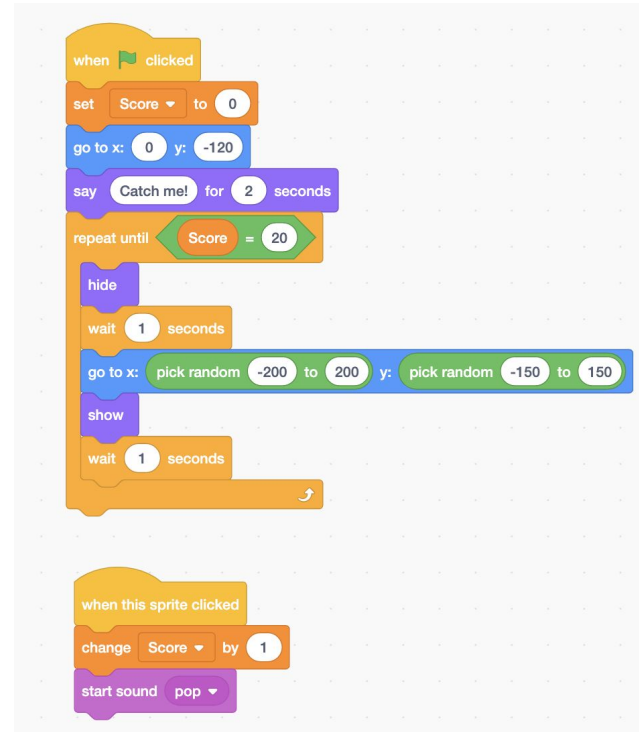 when clicked
set Score to 0
go to x: 0 y: -120
say Catch me! for 2 seconds
repeat until Score = 20
hide
wait 1 seconds
go to x: pick random -200 to 200 y: pick random -150 to 150
show
wait 1 seconds
when this sprite clicked
change Score by 1
start sound pop